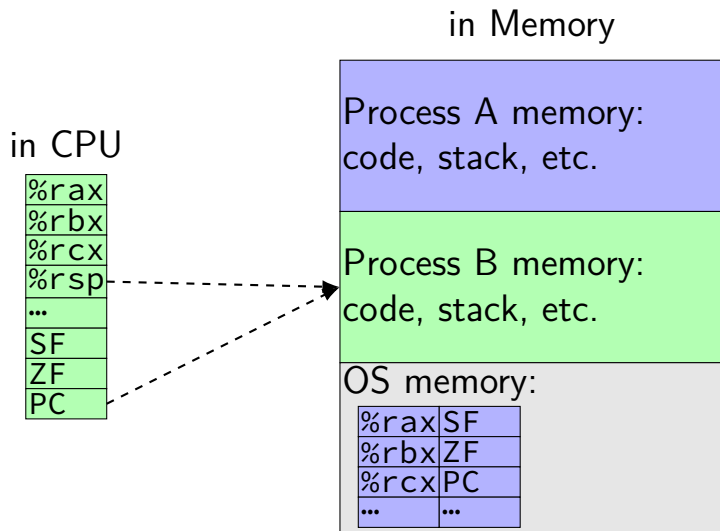 in Memory
Process A memory:
code, stack, etc.
in CPU
%rax
%rbx
%rcx
%rsp
…
SF
ZF
PC
Process B memory:
code, stack, etc.
OS memory:
%rax SF
%rbx ZF
%rcx PC
… …